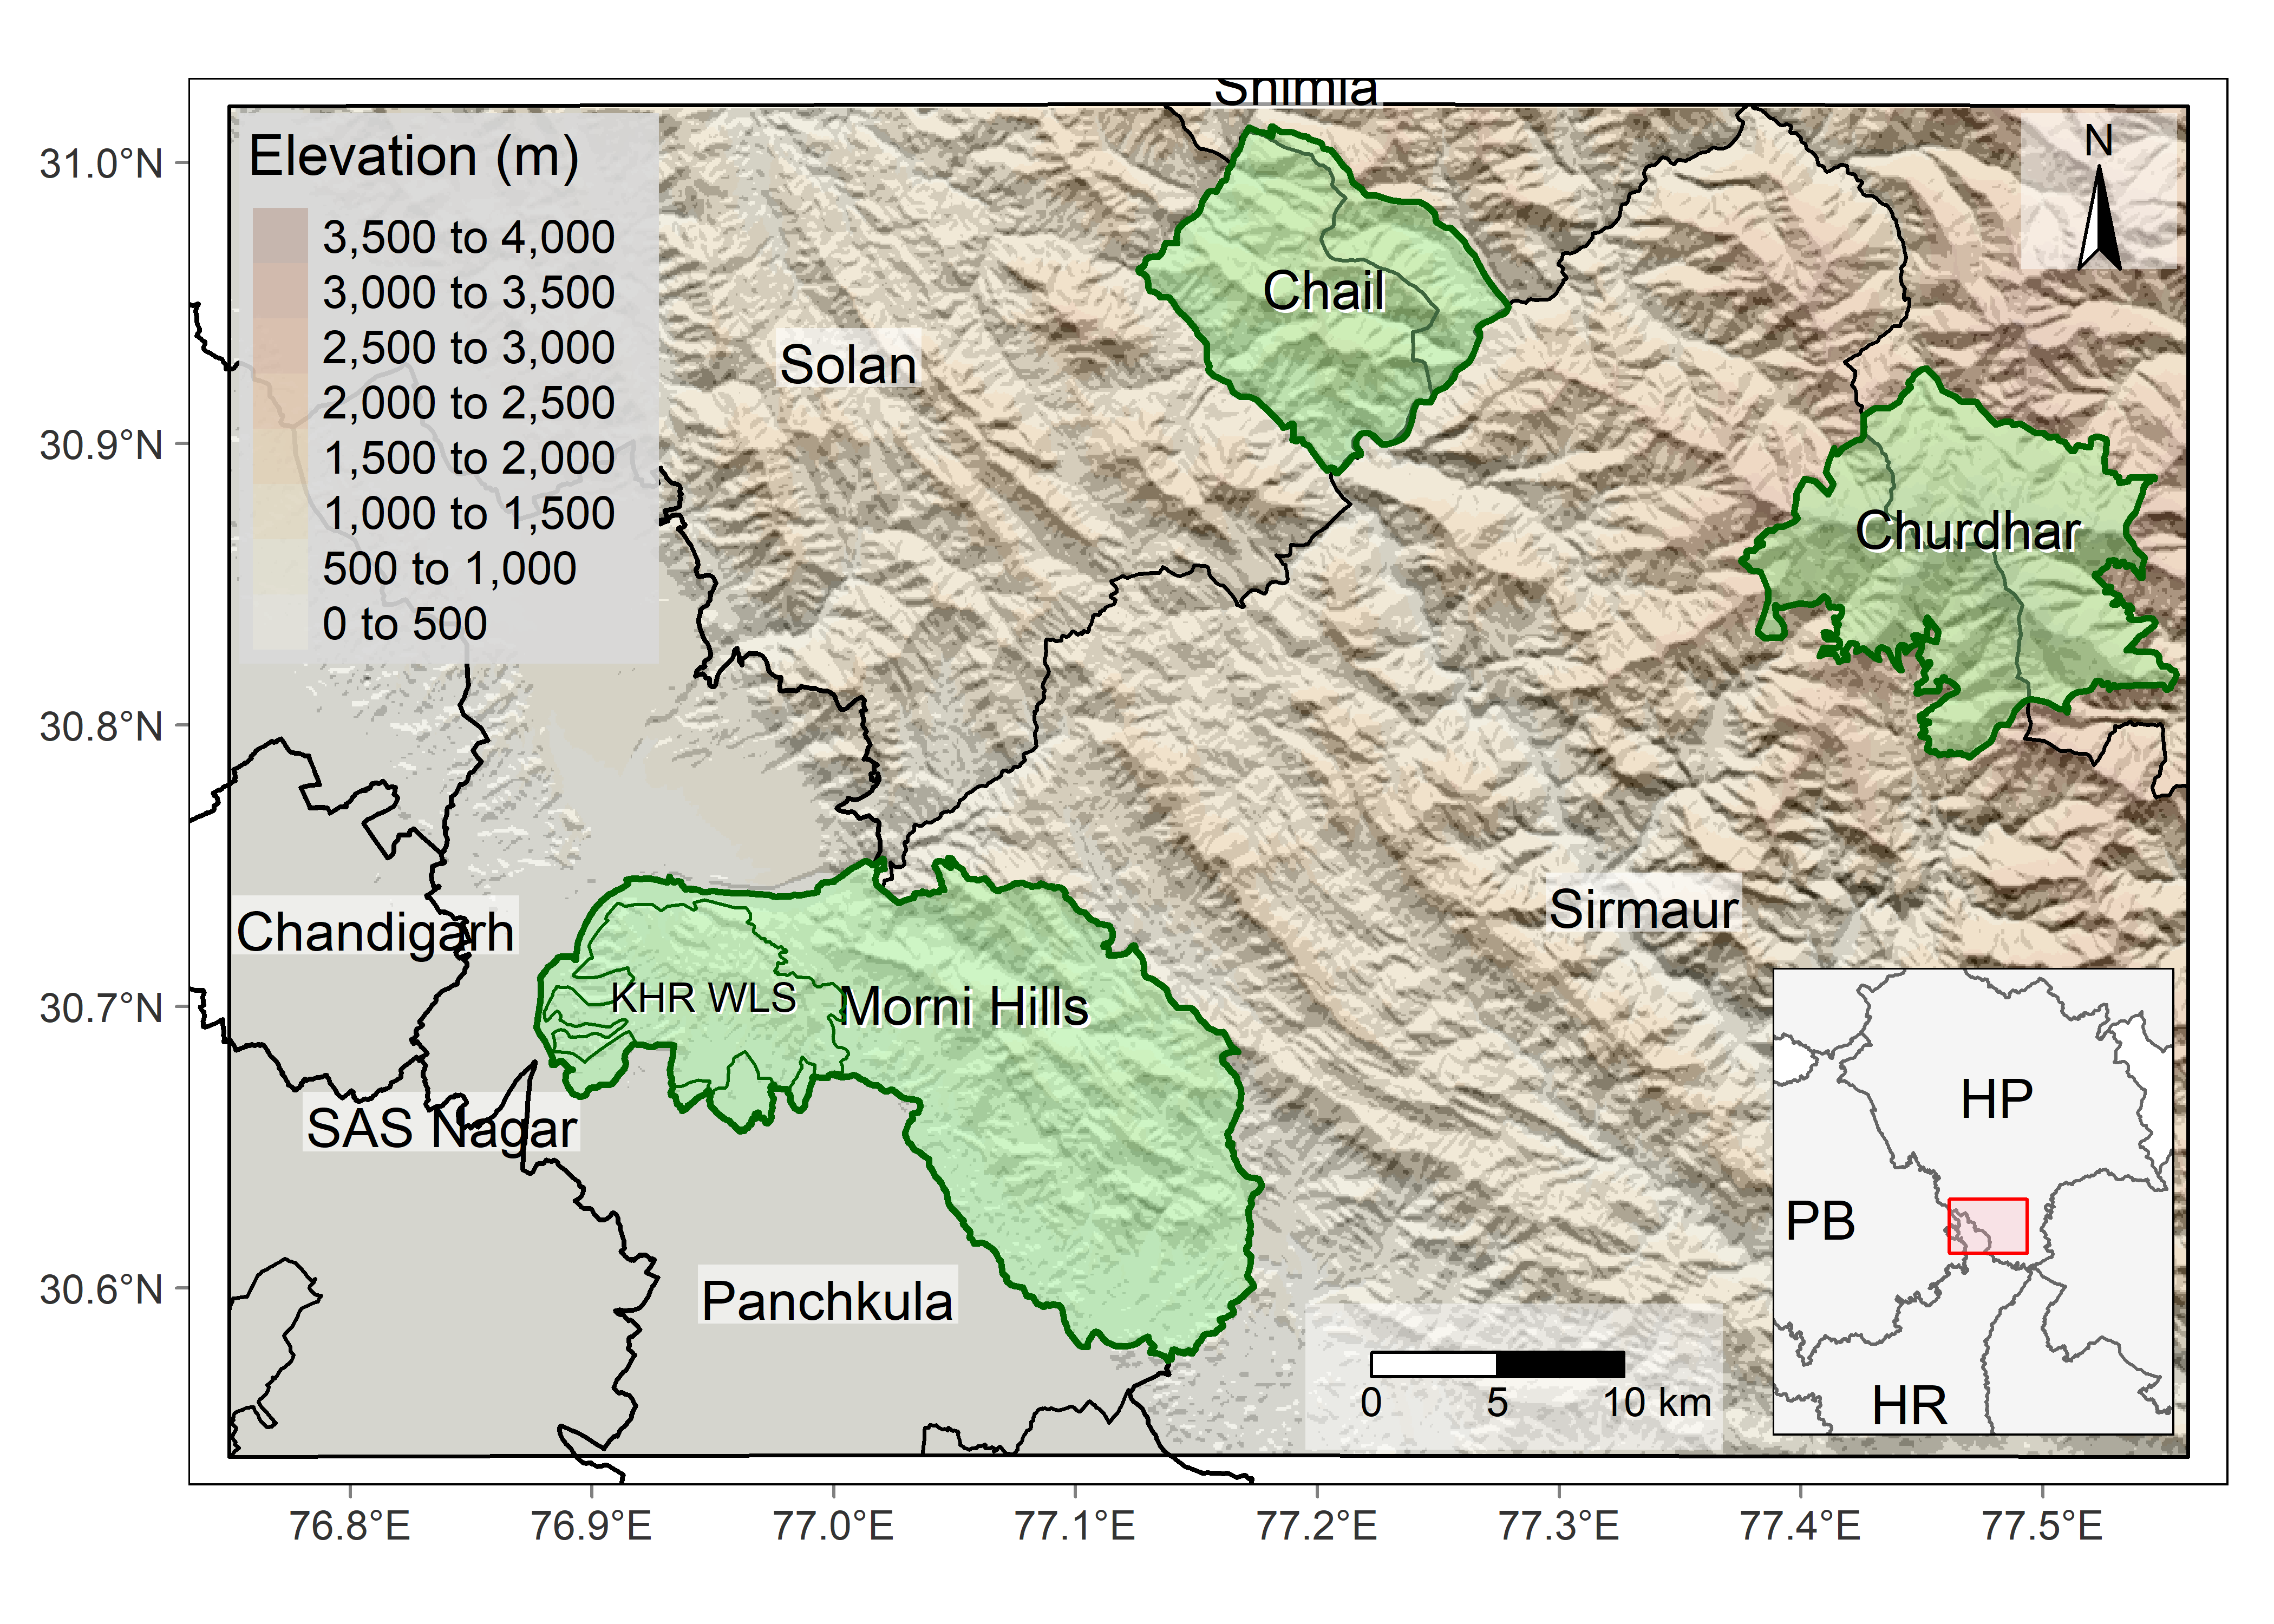 Shimla
31.0°N
30.9°N
30.8°N
30.7°N
30.6°N
Elevation (m)
3,500 to 4,000
3,000 to 3,500
2,500 to 3,000
2,000 to 2,500
1,500 to 2,000
1,000 to 1,500
500 to 1,000
0 to 500
N
Chail
Solan
Churdhar
Sirmaur
Chandigarh
KHR WLS
Morni Hills
SAS Nagar
Panchkula
HP
PB
HR
0 5 10 km
76.8°E 76.9°E 77.0°E 77.1°E 77.2°E 77.3°E 77.4°E 77.5°E